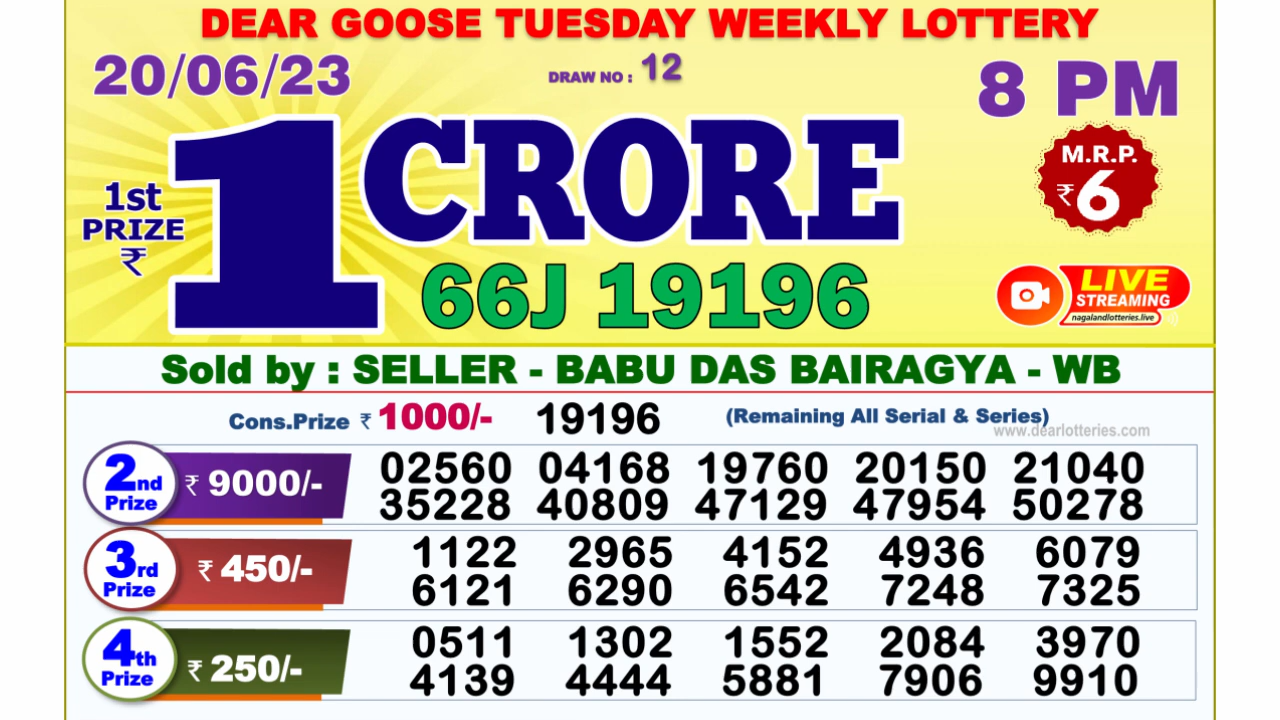 DEAR GOOSE TUESDAY WEEKLY LOTTERY
20/06/23
DRAW NO : 12
8 PM
1st
PRIZE
₹
1 CRORE
M.R.P.
₹ 6
66J 19196
LIVE
STREAMING
nagalandlotteries.live
Sold by : SELLER - BABU DAS BAIRAGYA - WB
Cons.Prize ₹ 1000/- 19196 (Remaining All Serial & Series)
www.dearlotteries.com
2nd Prize ₹ 9000/-
02560 04168 19760 20150 21040
35228 40809 47129 47954 50278
3rd Prize ₹ 450/-
1122 2965 4152 4936 6079
6121 6290 6542 7248 7325
4th Prize ₹ 250/-
0511 1302 1552 2084 3970
4139 4444 5881 7906 9910